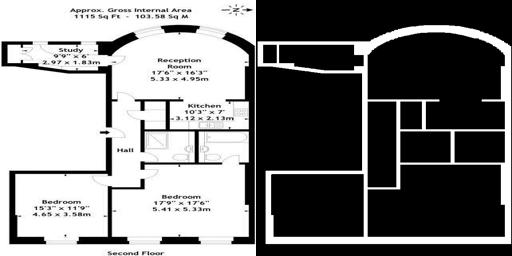 Approx. Gross Internal Area
1115 Sq Ft - 103.58 Sq M
N
Study
9'9" x 6'
2.97 x 1.83m
Reception
Room
17'6" x 16'3"
5.33 x 4.95m
Kitchen
10'3" x 7'
3.12 x 2.13m
Hall
Bedroom
15'3" x 11'9"
4.65 x 3.58m
Bedroom
17'9" x 17'6"
5.41 x 5.33m
Second Floor